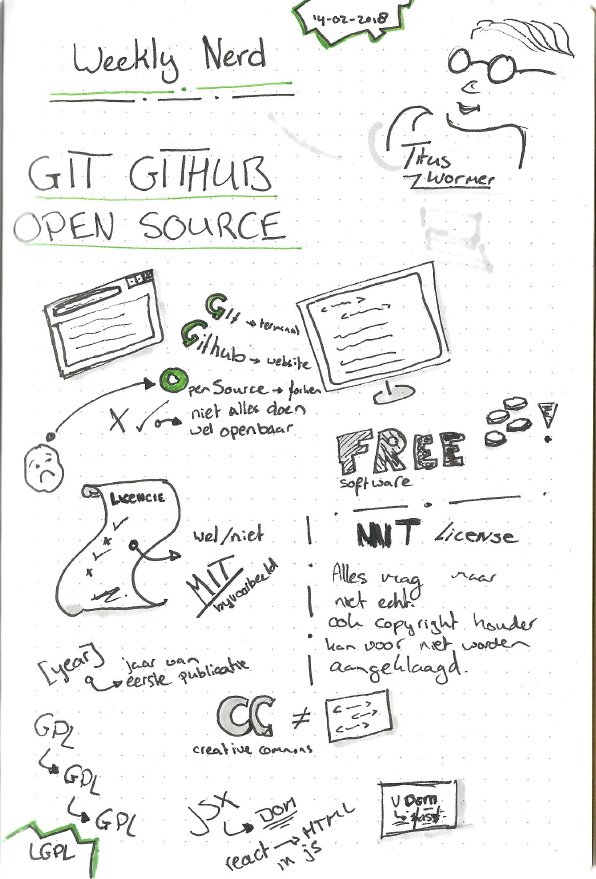 14-02-2018
Weekly Nerd
Titus
Wormer
GIT GITHUB
OPEN SOURCE
Git → terminal
Github → website
Open Source → forken
X ✓ → niet alles doen
wel openbaar
FREE !
software
LICENCIE
wel/niet
MIT
bijvoorbeeld
MIT License
Alles mag maar
niet echt.
ook copyright houder
kan voor niet worden
aangeklaagd.
[year]
jaar van
eerste publicatie
CC ≠
creative commons
GPL
GPL
GPL
LGPL
JSX
DOM
react → HTML
in js
V Dom